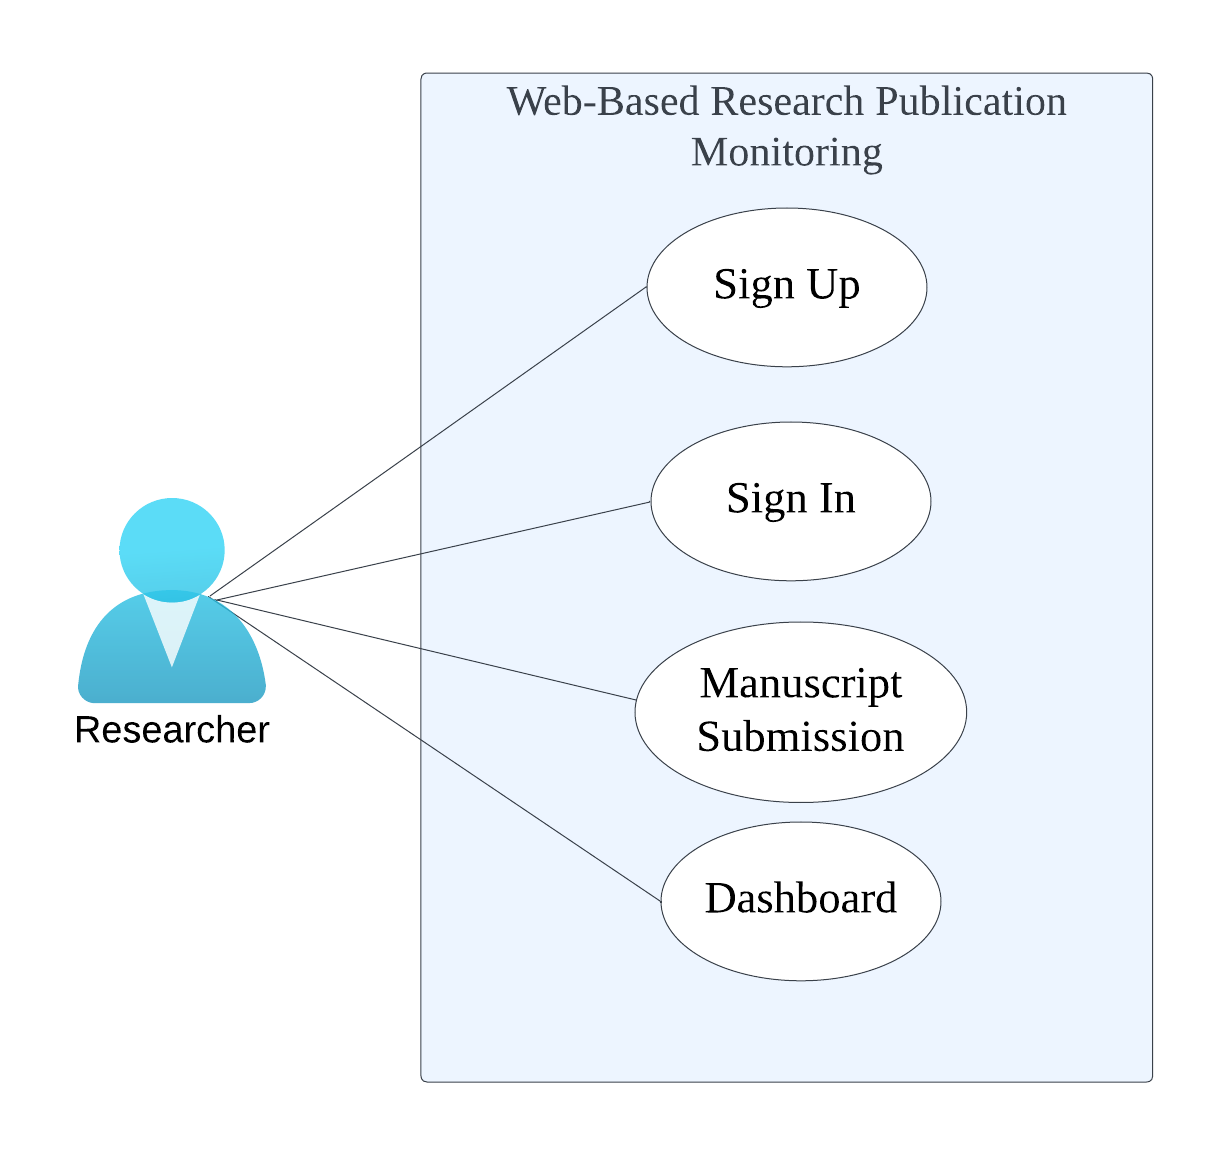 Web-Based Research Publication
Monitoring
Sign Up
Sign In
Manuscript
Submission
Dashboard
Researcher